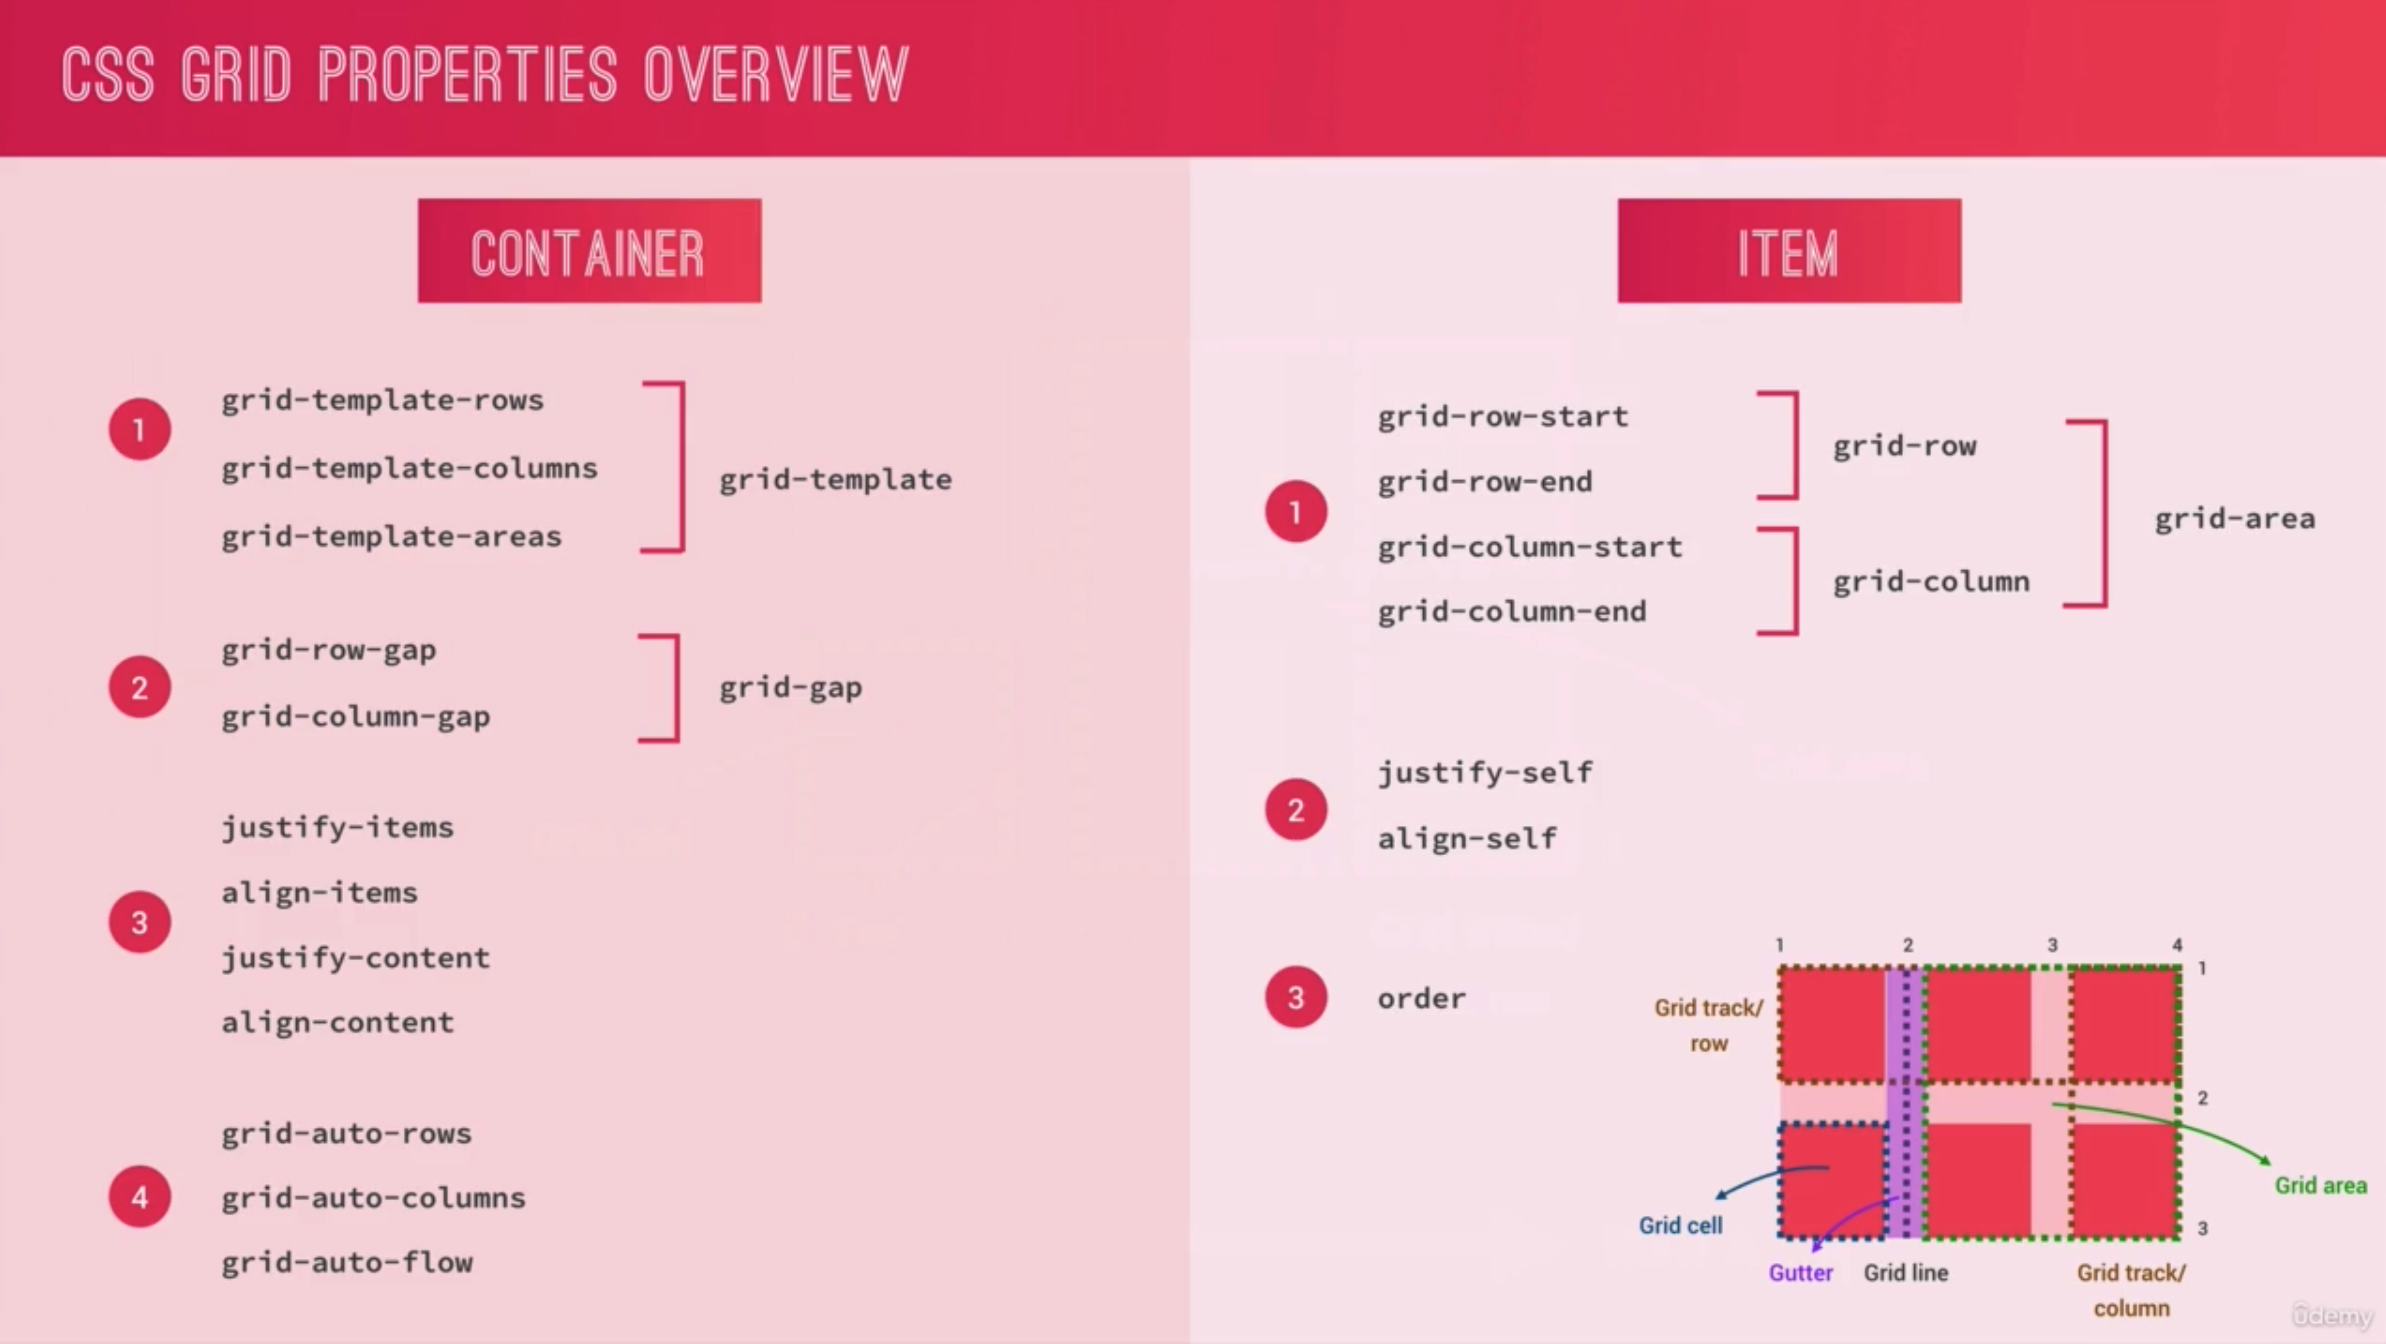 CSS GRID PROPERTIES OVERVIEW
CONTAINER
1
grid-template-rows
grid-template-columns
grid-template-areas
grid-template
2
grid-row-gap
grid-column-gap
grid-gap
3
justify-items
align-items
justify-content
align-content
4
grid-auto-rows
grid-auto-columns
grid-auto-flow
ITEM
1
grid-row-start
grid-row-end
grid-column-start
grid-column-end
grid-row
grid-column
grid-area
2
justify-self
align-self
3
order
1 2 3 4
1
2
3
Grid track/
row
Grid cell
Gutter
Grid line
Grid track/
column
Grid area
ûdemy